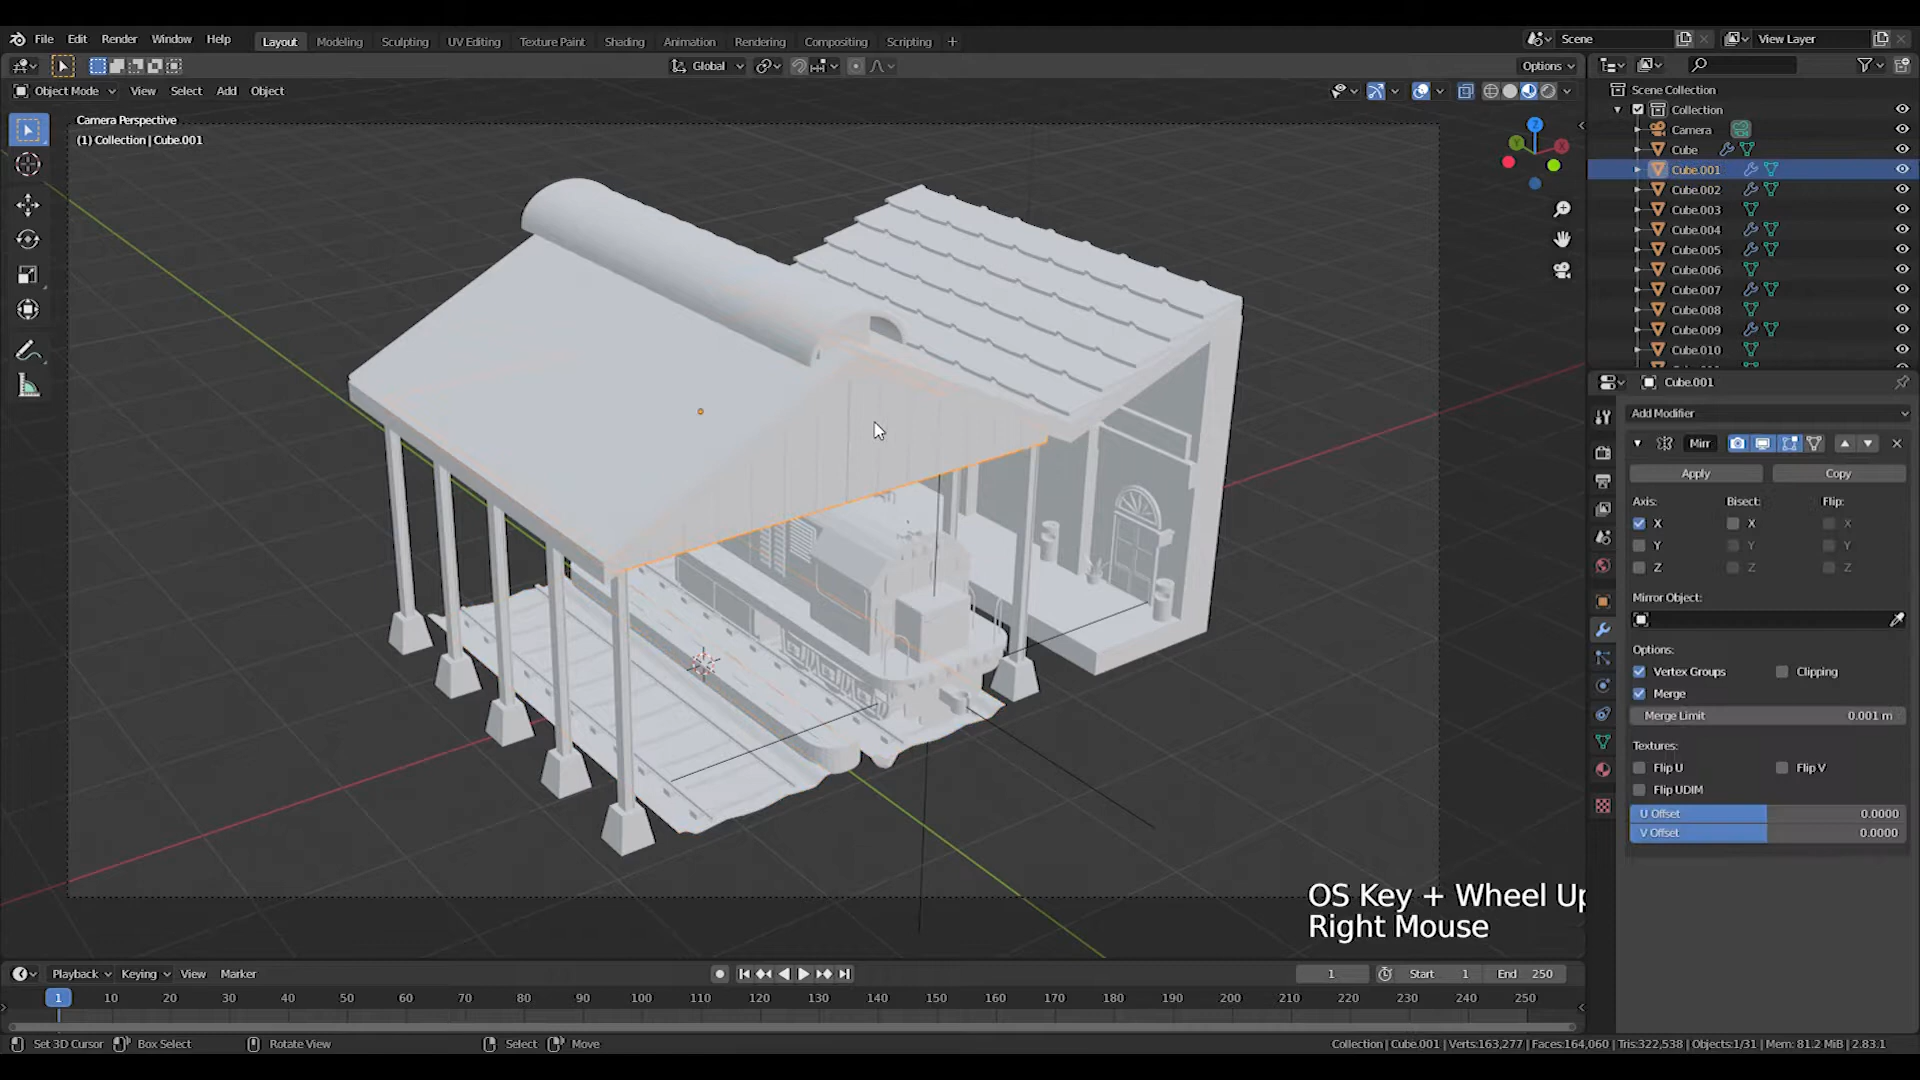 File Edit Render Window Help Layout Modeling Sculpting UV Editing Texture Paint Shading Animation Rendering Compositing Scripting + Scene View Layer
Global Options
Object Mode View Select Add Object
Camera Perspective
(1) Collection | Cube.001
Z
Y
X
Scene Collection
Collection
Camera
Cube
Cube.001
Cube.002
Cube.003
Cube.004
Cube.005
Cube.006
Cube.007
Cube.008
Cube.009
Cube.010
Cube.001
Add Modifier
Mirr
Apply Copy
Axis: Bisect: Flip:
X X X
Y Y Y
Z Z Z
Mirror Object:
Options:
Vertex Groups Clipping
Merge
Merge Limit 0.001 m
Textures:
Flip U Flip V
Flip UDIM
U Offset 0.0000
V Offset 0.0000
OS Key + Wheel Up
Right Mouse
Playback Keying View Marker 1 Start 1 End 250
1 10 20 30 40 50 60 70 80 90 100 110 120 130 140 150 160 170 180 190 200 210 220 230 240 250
Set 3D Cursor Box Select Rotate View Select Move Collection | Cube.001 | Verts:163,277 | Faces:164,060 | Tris:322,538 | Objects:1/31 | Mem: 81.2 MiB | 2.83.1